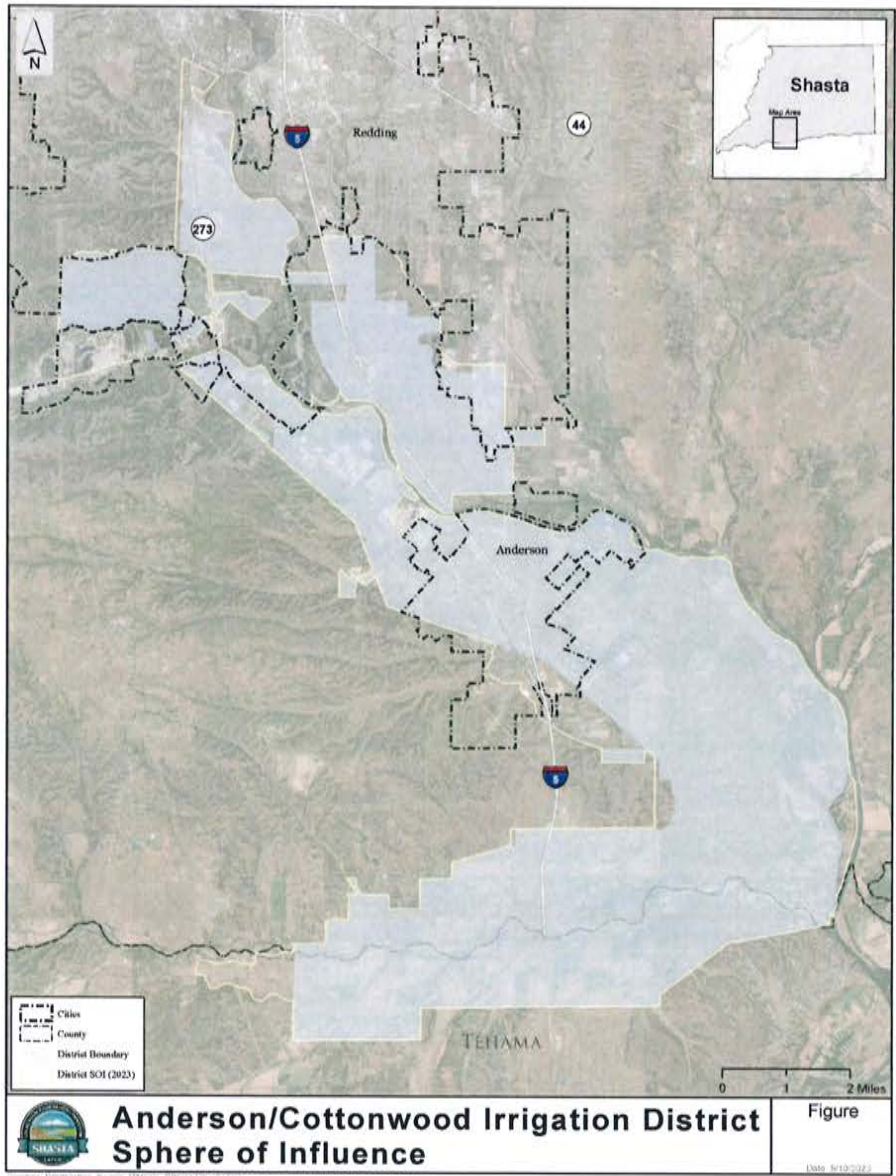 N
Shasta
Map Area
44
5
Redding
273
Anderson
5
Cities
County
District Boundary
District SOI (2023)
TEHAMA
0 1 2 Miles
SHASTA
LAFCO
Anderson/Cottonwood Irrigation District
Sphere of Influence
Figure